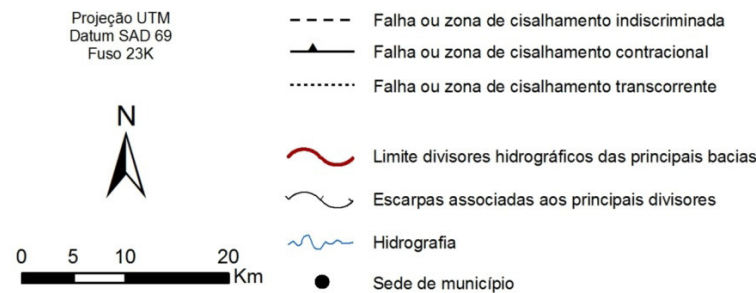 Projeção UTM
Datum SAD 69
Fuso 23K
N
0 5 10 20 Km
Falha ou zona de cisalhamento indiscriminada
Falha ou zona de cisalhamento contracional
Falha ou zona de cisalhamento transcorrente
Limite divisores hidrográficos das principais bacias
Escarpas associadas aos principais divisores
Hidrografia
Sede de município